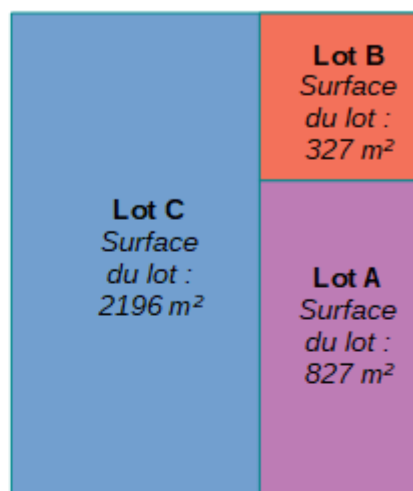 Lot B
Surface
du lot :
327 m²
Lot C
Surface
du lot :
2196 m²
Lot A
Surface
du lot :
827 m²